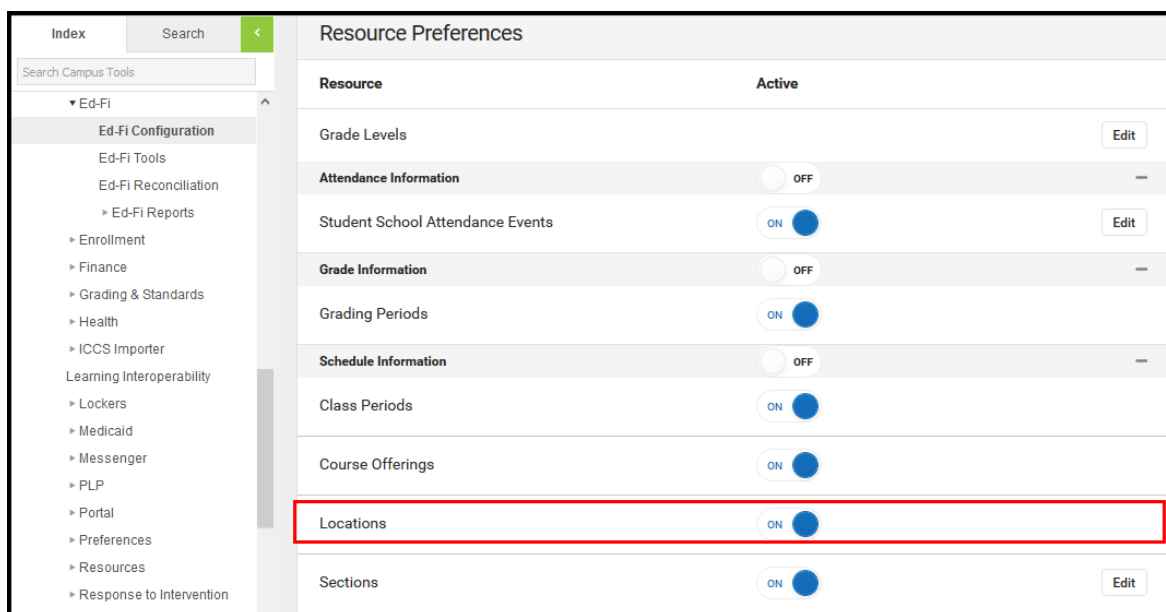 Index
Search
Search Campus Tools
Ed-Fi
Ed-Fi Configuration
Ed-Fi Tools
Ed-Fi Reconciliation
Ed-Fi Reports
Enrollment
Finance
Grading & Standards
Health
ICCS Importer
Learning Interoperability
Lockers
Medicaid
Messenger
PLP
Portal
Preferences
Resources
Response to Intervention
Resource Preferences
Resource Active
Grade Levels Edit
Attendance Information OFF
Student School Attendance Events ON Edit
Grade Information OFF
Grading Periods ON
Schedule Information OFF
Class Periods ON
Course Offerings ON
Locations ON
Sections ON Edit